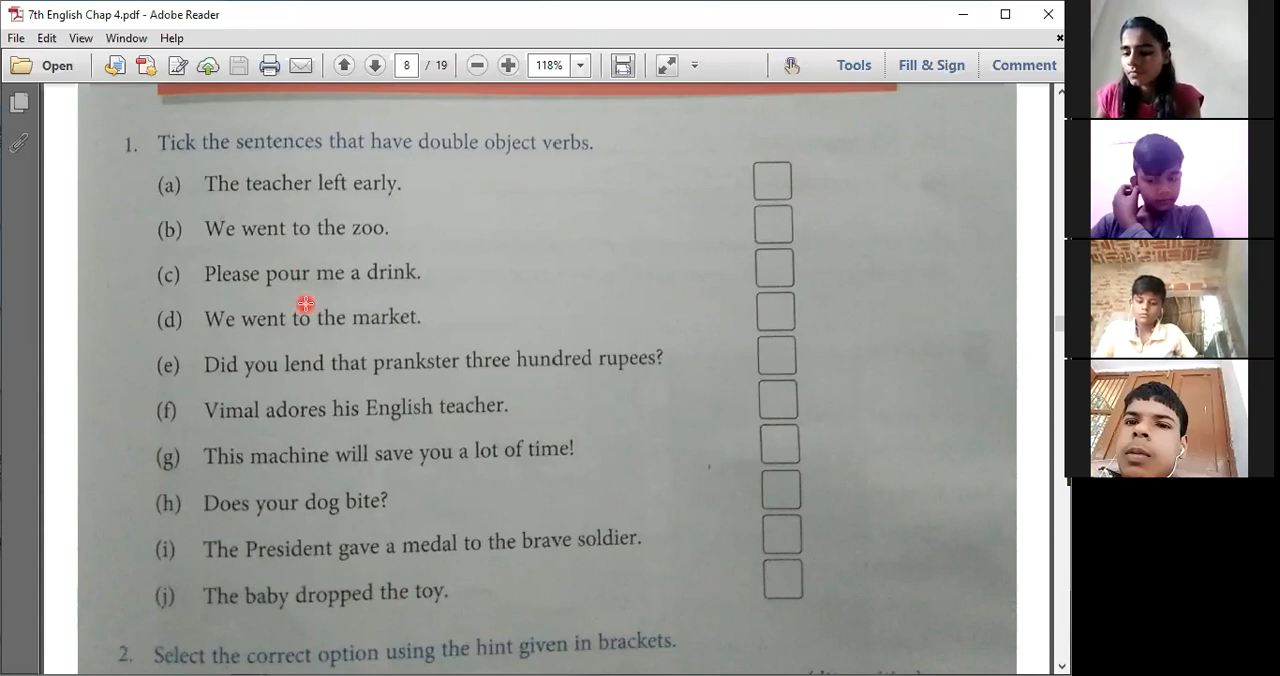 7th English Chap 4.pdf - Adobe Reader
File Edit View Window Help
Open 8 / 19 118% Tools Fill & Sign Comment
1. Tick the sentences that have double object verbs.
(a) The teacher left early.
(b) We went to the zoo.
(c) Please pour me a drink.
(d) We went to the market.
(e) Did you lend that prankster three hundred rupees?
(f) Vimal adores his English teacher.
(g) This machine will save you a lot of time!
(h) Does your dog bite?
(i) The President gave a medal to the brave soldier.
(j) The baby dropped the toy.
2. Select the correct option using the hint given in brackets.